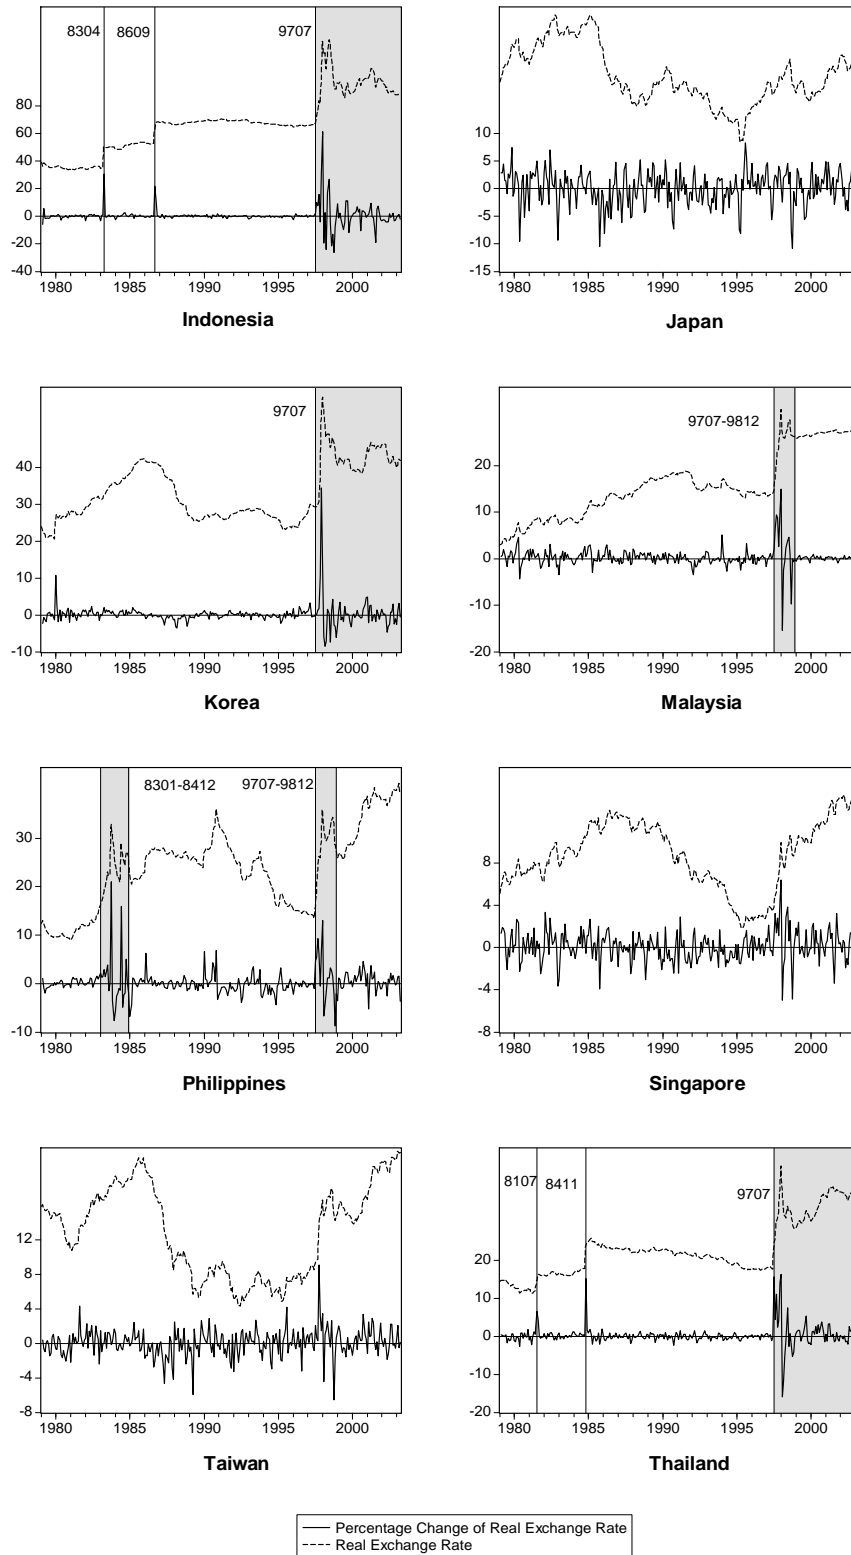 8304 8609 9707
80
60
40
20
0
-20
-40
1980 1985 1990 1995 2000
Indonesia
10
5
0
-5
-10
-15
1980 1985 1990 1995 2000
Japan
9707
40
30
20
10
0
-10
1980 1985 1990 1995 2000
Korea
9707-9812
20
10
0
-10
-20
1980 1985 1990 1995 2000
Malaysia
8301-8412 9707-9812
30
20
10
0
-10
1980 1985 1990 1995 2000
Philippines
8
4
0
-4
-8
1980 1985 1990 1995 2000
Singapore
12
8
4
0
-4
-8
1980 1985 1990 1995 2000
Taiwan
8107 8411 9707
20
10
0
-10
-20
1980 1985 1990 1995 2000
Thailand
Percentage Change of Real Exchange Rate
Real Exchange Rate